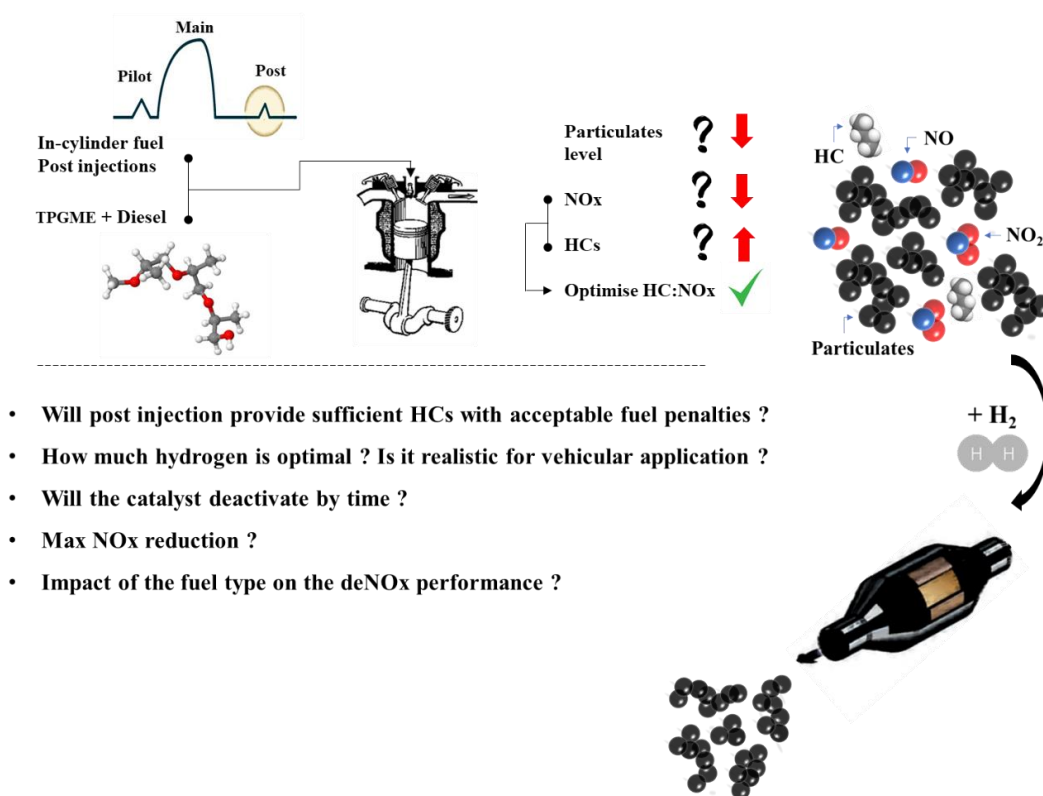 Main
Pilot
Post
In-cylinder fuel
Post injections
TPGME + Diesel
Particulates
level
?
NOx
?
HCs
?
Optimise HC:NOx
HC
NO
NO₂
Particulates
• Will post injection provide sufficient HCs with acceptable fuel penalties ?
• How much hydrogen is optimal ? Is it realistic for vehicular application ?
• Will the catalyst deactivate by time ?
• Max NOx reduction ?
• Impact of the fuel type on the deNOx performance ?
+ H₂
H H